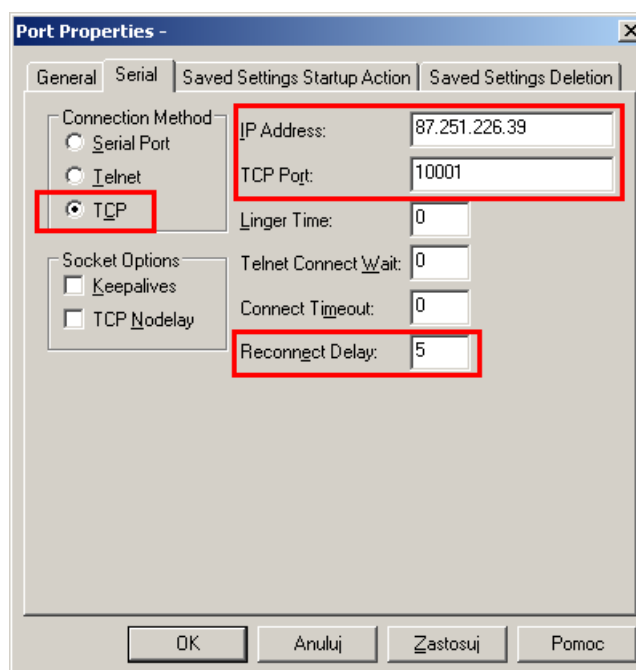 Port Properties -
General Serial Saved Settings Startup Action Saved Settings Deletion
Connection Method
Serial Port
Telnet
TCP
IP Address: 87.251.226.39
TCP Port: 10001
Linger Time: 0
Socket Options
Keepalives
TCP Nodelay
Telnet Connect Wait: 0
Connect Timeout: 0
Reconnect Delay: 5
OK Anuluj Zastosuj Pomoc